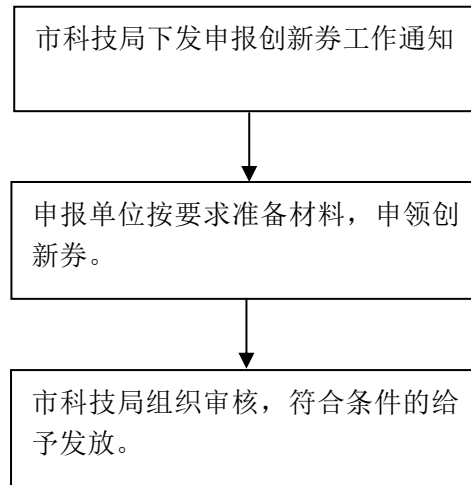 市科技局下发申报创新券工作通知
申报单位按要求准备材料，申领创
新券。
市科技局组织审核，符合条件的给
予发放。